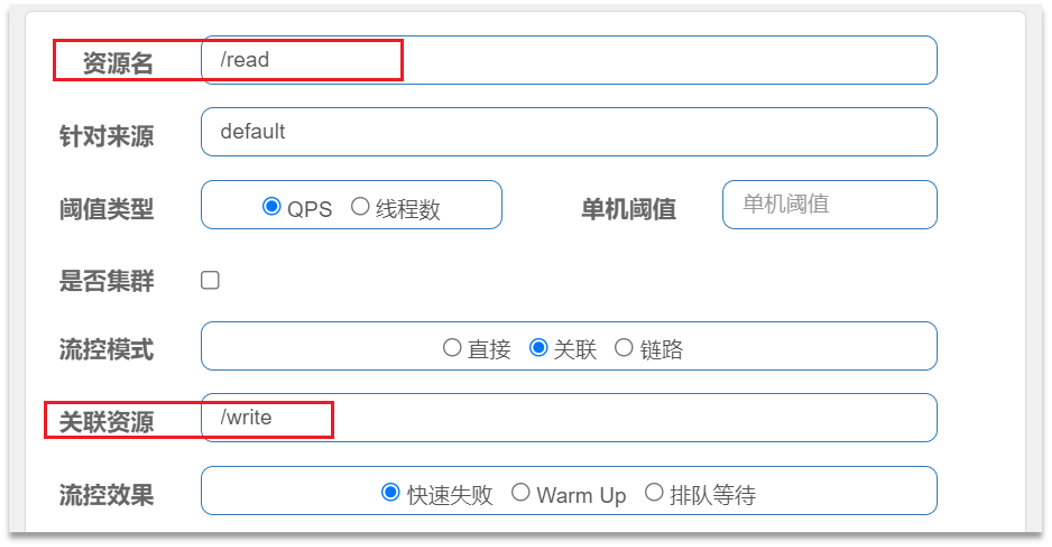 资源名 /read
针对来源 default
阈值类型 QPS 线程数 单机阈值 单机阈值
是否集群
流控模式 直接 关联 链路
关联资源 /write
流控效果 快速失败 Warm Up 排队等待